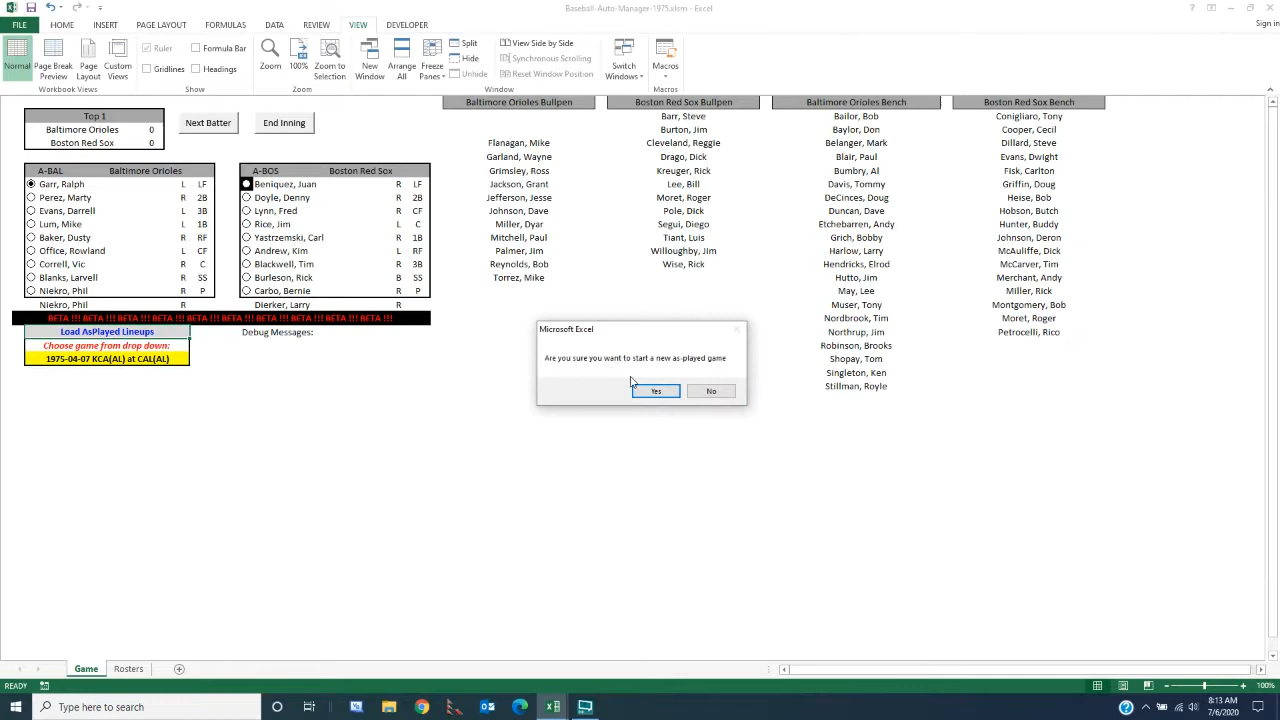 Baseball-Auto-Manager-1975.xlsm - Excel
FILE HOME INSERT PAGE LAYOUT FORMULAS DATA REVIEW VIEW DEVELOPER Sign in
Normal
Page Break Preview
Page Layout
Custom Views
Workbook Views
Ruler
Formula Bar
Gridlines
Headings
Show
Zoom
100%
Zoom to Selection
Zoom
New Window
Arrange All
Freeze Panes
Split
Hide
Unhide
View Side by Side
Synchronous Scrolling
Reset Window Position
Window
Switch Windows
Macros
Macros
Top 1
Baltimore Orioles 0
Boston Red Sox 0
Next Batter
End Inning
A-BAL Baltimore Orioles
Garr, Ralph L LF
Perez, Marty R 2B
Evans, Darrell L 3B
Lum, Mike L 1B
Baker, Dusty R RF
Office, Rowland L CF
Correll, Vic R C
Blanks, Larvell R SS
Niekro, Phil R P
Niekro, Phil R
A-BOS Boston Red Sox
Beniquez, Juan R LF
Doyle, Denny R 2B
Lynn, Fred R CF
Rice, Jim L C
Yastrzemski, Carl R 1B
Andrew, Kim L RF
Blackwell, Tim R 3B
Burleson, Rick B SS
Carbo, Bernie R P
Dierker, Larry R
BETA !!! BETA !!! BETA !!! BETA !!! BETA !!! BETA !!! BETA !!! BETA !!!
Load AsPlayed Lineups
Debug Messages:
Choose game from drop down:
1975-04-07 KCA(AL) at CAL(AL)
Baltimore Orioles Bullpen
Flanagan, Mike
Garland, Wayne
Grimsley, Ross
Jackson, Grant
Jefferson, Jesse
Johnson, Dave
Miller, Dyar
Mitchell, Paul
Palmer, Jim
Reynolds, Bob
Torrez, Mike
Boston Red Sox Bullpen
Barr, Steve
Burton, Jim
Cleveland, Reggie
Drago, Dick
Kreuger, Rick
Lee, Bill
Moret, Roger
Pole, Dick
Segui, Diego
Tiant, Luis
Willoughby, Jim
Wise, Rick
Baltimore Orioles Bench
Bailor, Bob
Baylor, Don
Belanger, Mark
Blair, Paul
Bumbry, Al
Davis, Tommy
DeCinces, Doug
Duncan, Dave
Etchebarren, Andy
Grich, Bobby
Harlow, Larry
Hendricks, Elrod
Hutto, Jim
May, Lee
Muser, Tony
Nordbrook, Tim
Northrup, Jim
Robinson, Brooks
Shopay, Tom
Singleton, Ken
Stillman, Royle
Boston Red Sox Bench
Conigliaro, Tony
Cooper, Cecil
Dillard, Steve
Evans, Dwight
Fisk, Carlton
Griffin, Doug
Heise, Bob
Hobson, Butch
Hunter, Buddy
Johnson, Deron
McAuliffe, Dick
McCarver, Tim
Merchant, Andy
Miller, Rick
Montgomery, Bob
Moret, Roger
Petrocelli, Rico
Microsoft Excel
Are you sure you want to start a new as-played game
Yes No
Game Rosters
READY 100%
Type here to search
8:13 AM
7/6/2020